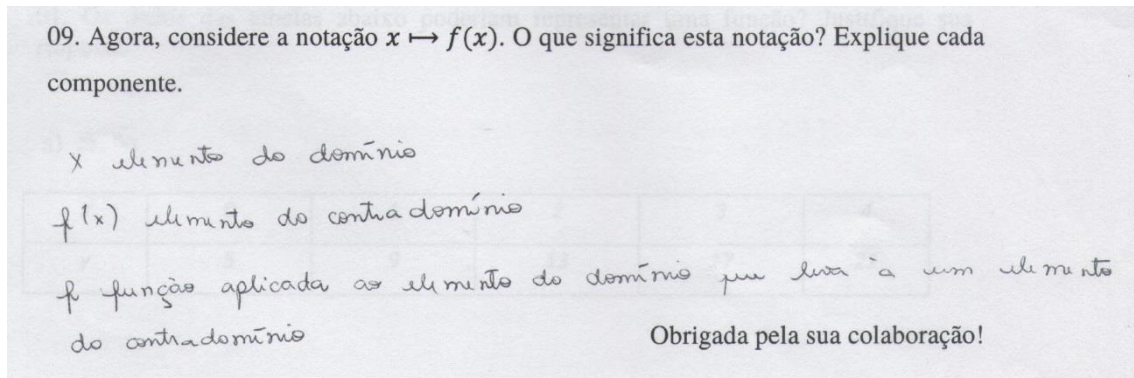 09. Agora, considere a notação x ↦ f(x). O que significa esta notação? Explique cada
componente.
x elemento do domínio
f(x) elemento do contradomínio
f função aplicada ao elemento do domínio que leva à um elemento
do contradomínio
Obrigada pela sua colaboração!